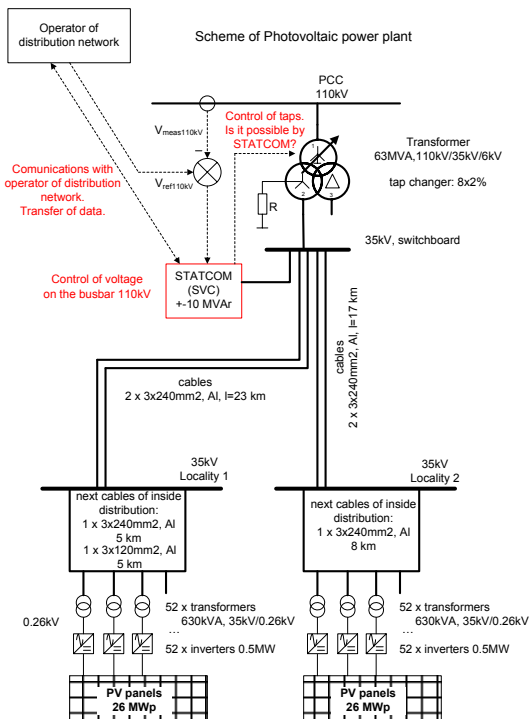 Operator of
distribution network
Scheme of Photovoltaic power plant
PCC
110kV
Vmeas110kV
–
Control of taps.
Is it possible by
STATCOM?
1
2
3
Transformer
63MVA,110kV/35kV/6kV
tap changer: 8x2%
Comunications with
operator of distribution
network.
Transfer of data.
Vref110kV
R
35kV, switchboard
Control of voltage
on the busbar 110kV
STATCOM
(SVC)
+-10 MVAr
cables
2 x 3x240mm2, Al, l=17 km
cables
2 x 3x240mm2, Al, l=23 km
35kV
Locality 1
35kV
Locality 2
next cables of inside
distribution:
1 x 3x240mm2, Al
5 km
1 x 3x120mm2, Al
5 km
next cables of inside
distribution:
1 x 3x240mm2, Al
8 km
0.26kV
52 x transformers
630kVA, 35kV/0.26kV
...
52 x inverters 0.5MW
52 x transformers
630kVA, 35kV/0.26kV
...
52 x inverters 0.5MW
PV panels
26 MWp
PV panels
26 MWp